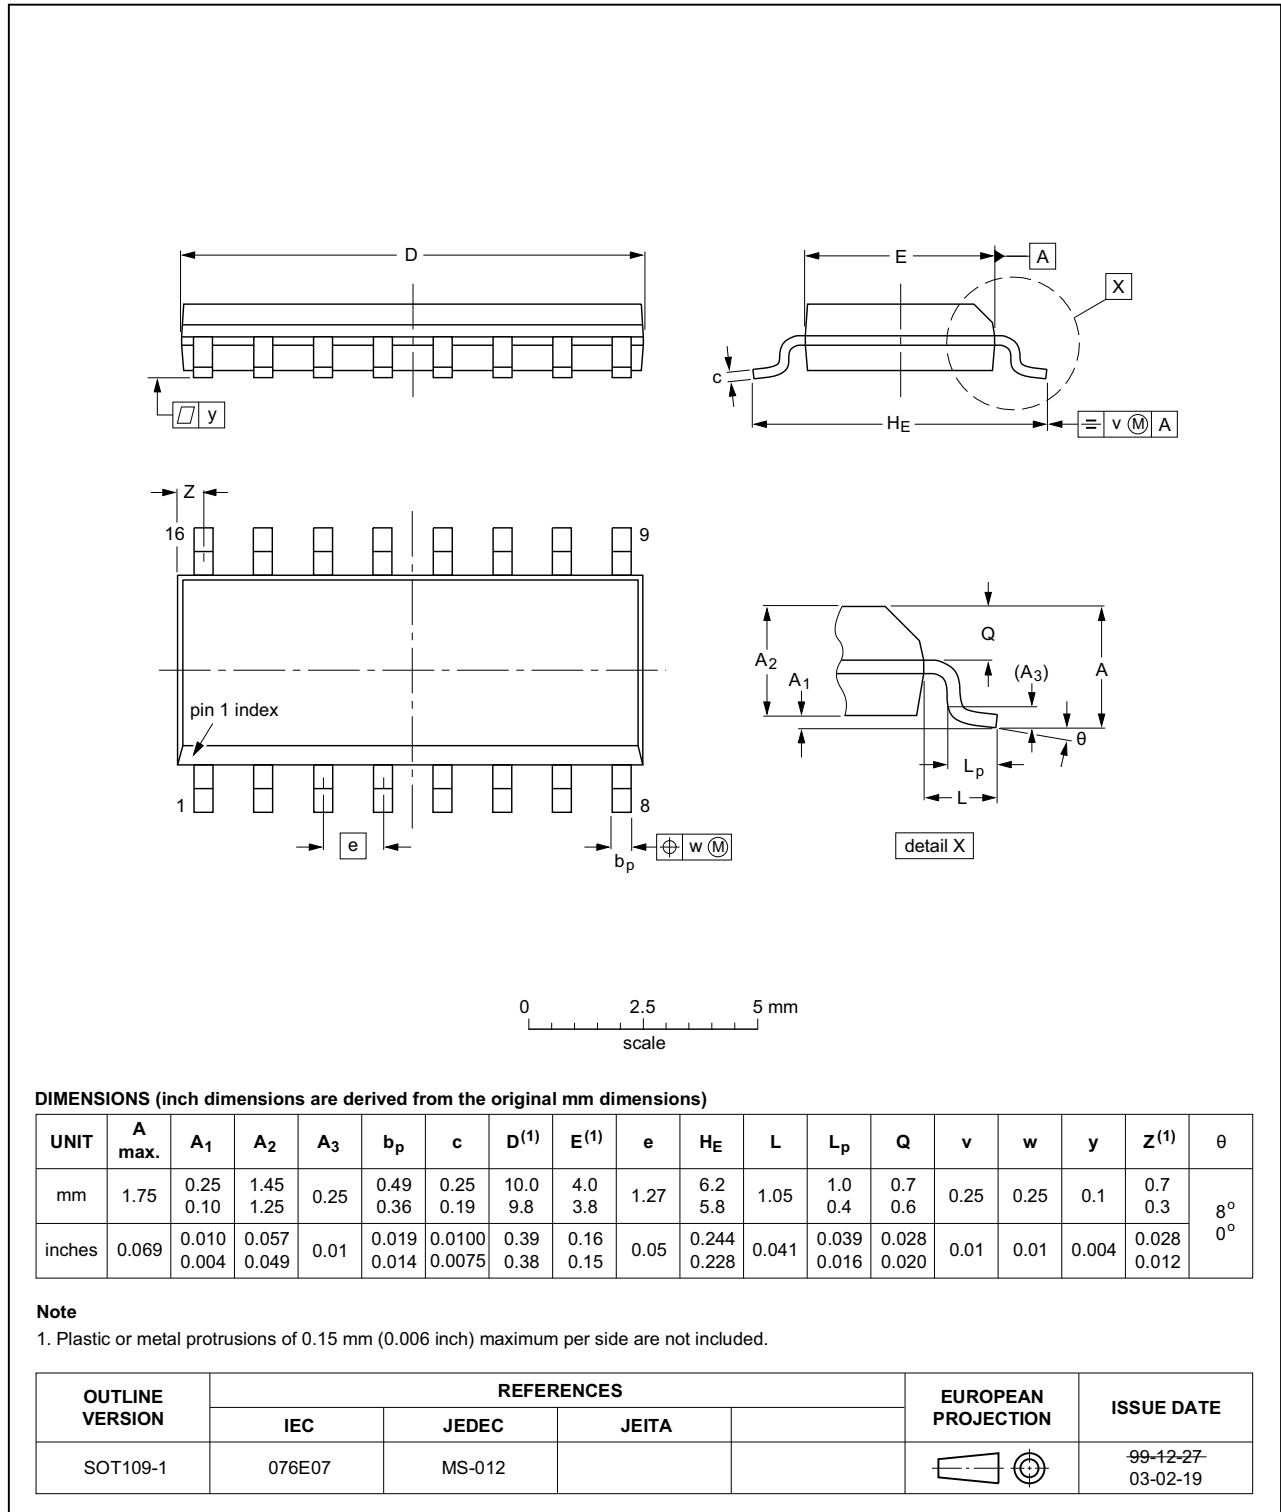 D
E
A
X
c
y
HE
v M A
Z
16
9
pin 1 index
1
8
e
bp
w M
A2
A1
Q
(A3)
A
θ
Lp
L
detail X
0 2.5 5 mm
scale
DIMENSIONS (inch dimensions are derived from the original mm dimensions)
UNIT A max. A1 A2 A3 bp c D(1) E(1) e HE L Lp Q v w y Z(1) θ
mm 1.75 0.25 0.10 1.45 1.25 0.25 0.49 0.36 0.25 0.19 10.0 9.8 4.0 3.8 1.27 6.2 5.8 1.05 1.0 0.4 0.7 0.6 0.25 0.25 0.1 0.7 0.3 8o 0o
inches 0.069 0.010 0.004 0.057 0.049 0.01 0.019 0.014 0.0100 0.0075 0.39 0.38 0.16 0.15 0.05 0.244 0.228 0.041 0.039 0.016 0.028 0.020 0.01 0.01 0.004 0.028 0.012
Note
1. Plastic or metal protrusions of 0.15 mm (0.006 inch) maximum per side are not included.
OUTLINE VERSION REFERENCES EUROPEAN PROJECTION ISSUE DATE
IEC JEDEC JEITA
SOT109-1 076E07 MS-012 99-12-27
03-02-19